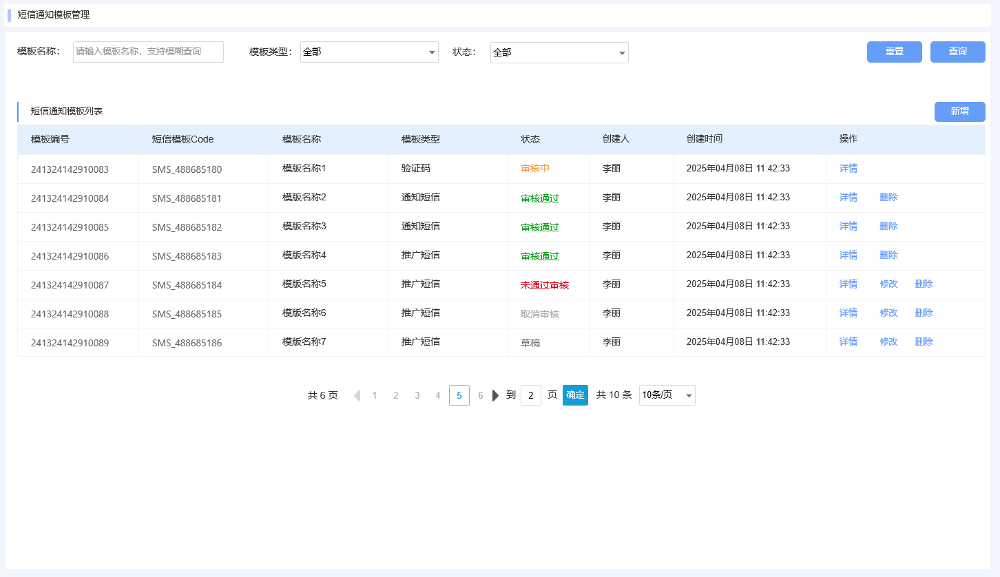 短信通知模板管理
模板名称： 请输入模板名称，支持模糊查询 模板类型： 全部 状态： 全部 重置 查询
短信通知模板列表 新增
模板编号 短信模板Code 模板名称 模板类型 状态 创建人 创建时间 操作
241324142910083 SMS_488685180 模版名称1 验证码 审核中 李丽 2025年04月08日 11:42:33 详情
241324142910084 SMS_488685181 模版名称2 通知短信 审核通过 李丽 2025年04月08日 11:42:33 详情 删除
241324142910085 SMS_488685182 模版名称3 通知短信 审核通过 李丽 2025年04月08日 11:42:33 详情 删除
241324142910086 SMS_488685183 模版名称4 推广短信 审核通过 李丽 2025年04月08日 11:42:33 详情 删除
241324142910087 SMS_488685184 模版名称5 推广短信 未通过审核 李丽 2025年04月08日 11:42:33 详情 修改 删除
241324142910088 SMS_488685185 模版名称6 推广短信 取消审核 李丽 2025年04月08日 11:42:33 详情 修改 删除
241324142910089 SMS_488685186 模版名称7 推广短信 草稿 李丽 2025年04月08日 11:42:33 详情 修改 删除
共 6 页 1 2 3 4 5 6 到 2 页 确定 共 10 条 10条/页